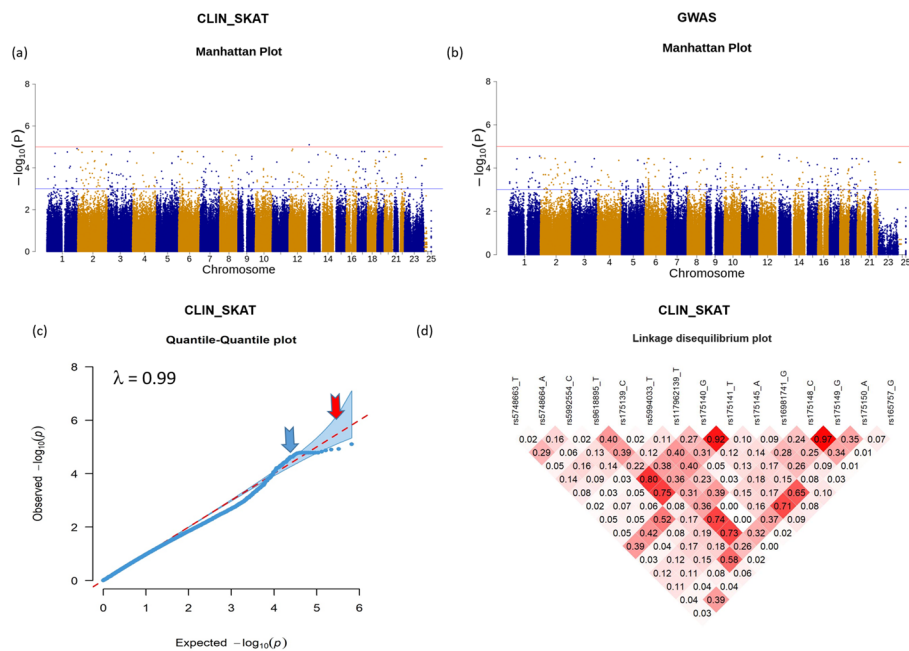 CLIN_SKAT
(a)
Manhattan Plot
− log10(P)
8
6
4
2
0
1 2 3 4 5 6 7 8 9 10 12 14 16 18 21 23 25
Chromosome
GWAS
(b)
Manhattan Plot
− log10(P)
8
6
4
2
0
1 2 3 4 5 6 7 8 9 10 12 14 16 18 21 23 25
Chromosome
CLIN_SKAT
(c)
Quantile-Quantile plot
λ = 0.99
Observed −log10(p)
8
6
4
2
0
0 1 2 3 4 5 6
Expected −log10(p)
CLIN_SKAT
(d)
Linkage disequilibrium plot
rs5748663_T
rs5748664_A
rs5992554_C
rs9618895_T
rs175139_C
rs5994033_T
rs117962139_T
rs175140_G
rs175141_T
rs175145_A
rs16981741_G
rs175148_C
rs175149_G
rs175150_A
rs165757_G
0.02 0.16 0.02 0.40 0.02 0.11 0.27 0.92 0.10 0.09 0.24 0.97 0.35 0.07
0.29 0.06 0.13 0.39 0.12 0.40 0.31 0.12 0.14 0.28 0.25 0.34 0.01
0.05 0.16 0.14 0.22 0.38 0.40 0.05 0.13 0.17 0.26 0.09 0.01
0.14 0.09 0.03 0.80 0.36 0.23 0.03 0.15 0.16 0.08 0.03
0.08 0.03 0.05 0.75 0.31 0.39 0.15 0.17 0.65 0.10
0.02 0.07 0.06 0.08 0.36 0.00 0.16 0.71 0.08
0.05 0.05 0.52 0.17 0.74 0.00 0.37 0.09
0.05 0.42 0.08 0.19 0.73 0.32 0.02
0.39 0.04 0.17 0.18 0.26 0.00
0.03 0.12 0.15 0.58 0.02
0.12 0.11 0.08 0.06
0.11 0.04 0.04
0.04 0.39
0.03